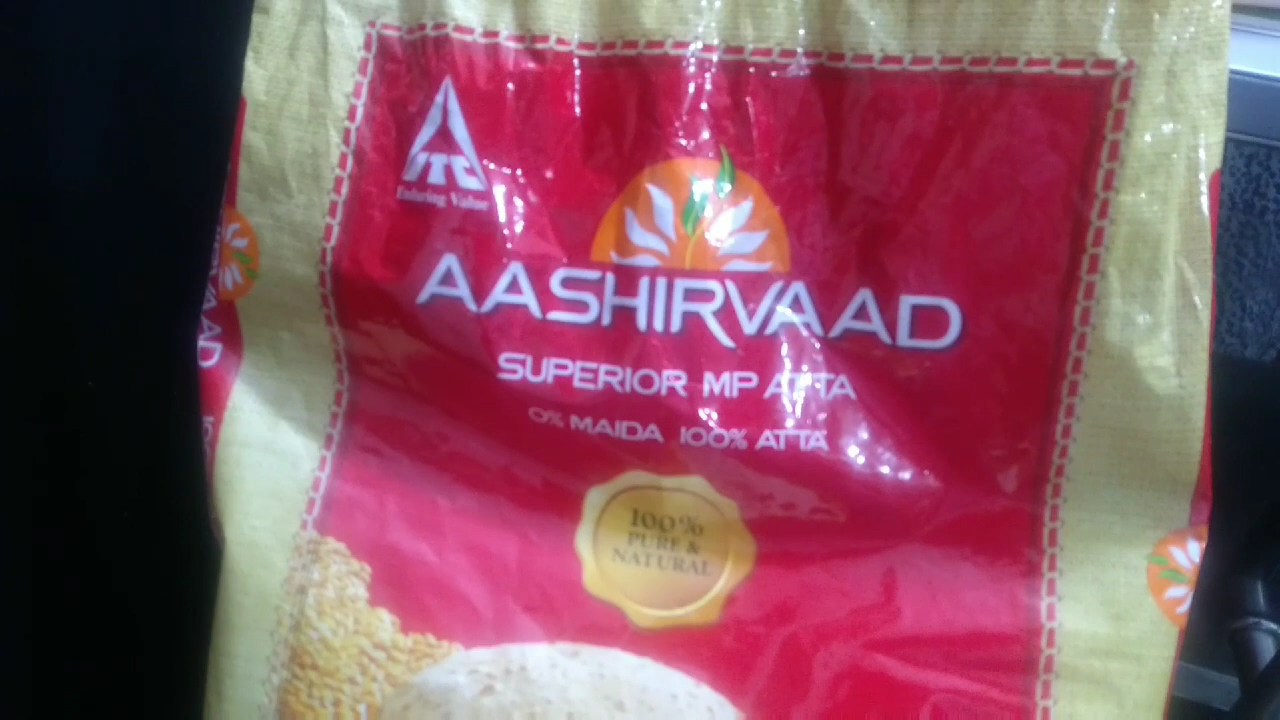 ITC
Enduring Value
AASHIRVAAD
SUPERIOR MP ATTA
0% MAIDA 100% ATTA
100%
PURE &
NATURAL